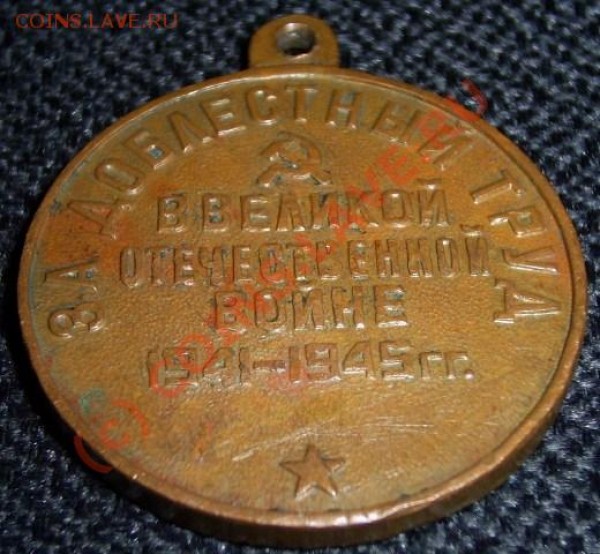 COINS.LAVE.RU
ЗА ДОБЛЕСТНЫЙ ТРУД
В ВЕЛИКОЙ
ОТЕЧЕСТВЕННОЙ
ВОЙНЕ
1941-1945 гг.